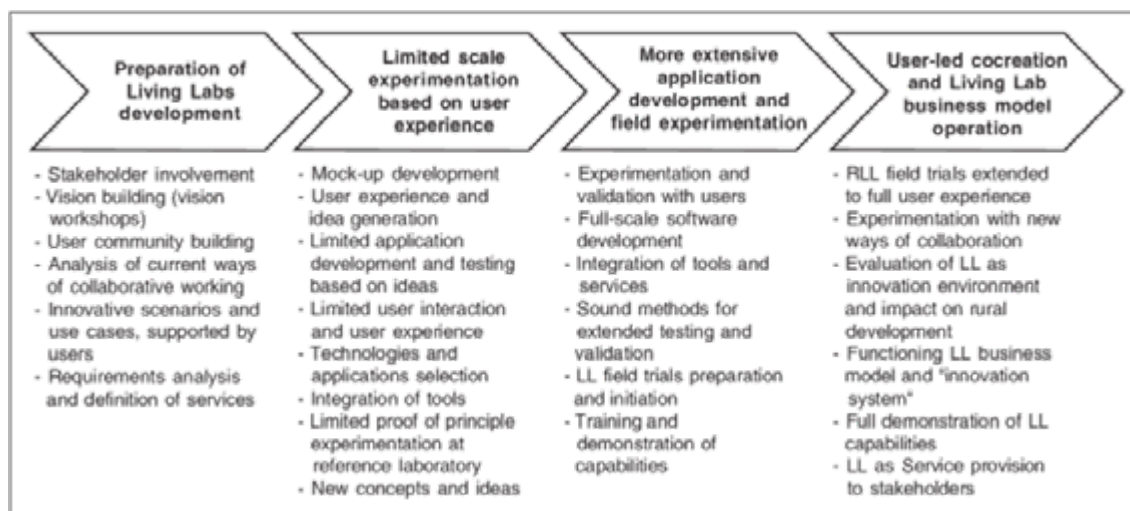 Preparation of
Living Labs
development
Limited scale
experimentation
based on user
experience
More extensive
application
development and
field experimentation
User-led cocreation
and Living Lab
business model
operation
- Stakeholder involvement
- Vision building (vision
workshops)
- User community building
- Analysis of current ways
of collaborative working
- Innovative scenarios and
use cases, supported by
users
- Requirements analysis
and definition of services
- Mock-up development
- User experience and
idea generation
- Limited application
development and testing
based on ideas
- Limited user interaction
and user experience
- Technologies and
applications selection
- Integration of tools
- Limited proof of principle
experimentation at
reference laboratory
- New concepts and ideas
- Experimentation and
validation with users
- Full-scale software
development
- Integration of tools and
services
- Sound methods for
extended testing and
validation
- LL field trials preparation
and initiation
- Training and
demonstration of
capabilities
- RLL field trials extended
to full user experience
- Experimentation with new
ways of collaboration
- Evaluation of LL as
innovation environment
and impact on rural
development
- Functioning LL business
model and "innovation
system"
- Full demonstration of LL
capabilities
- LL as Service provision
to stakeholders